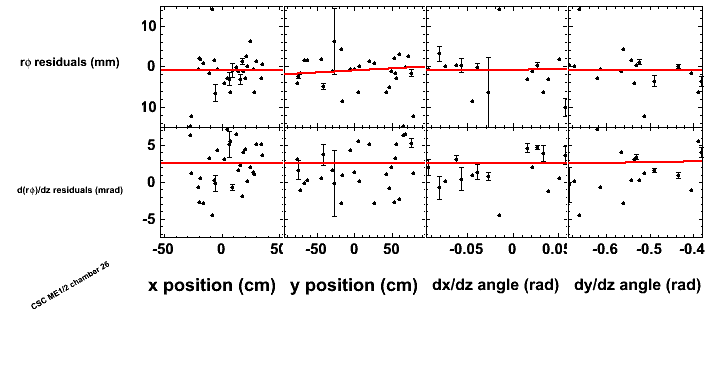 rϕ residuals (mm)
10
0
10
d(rϕ)/dz residuals (mrad)
5
0
-5
-50 0 50 -50 0 50 -0.05 0 0.05 -0.6 -0.5 -0.4
x position (cm) y position (cm) dx/dz angle (rad) dy/dz angle (rad)
CSC ME1/2 chamber 26